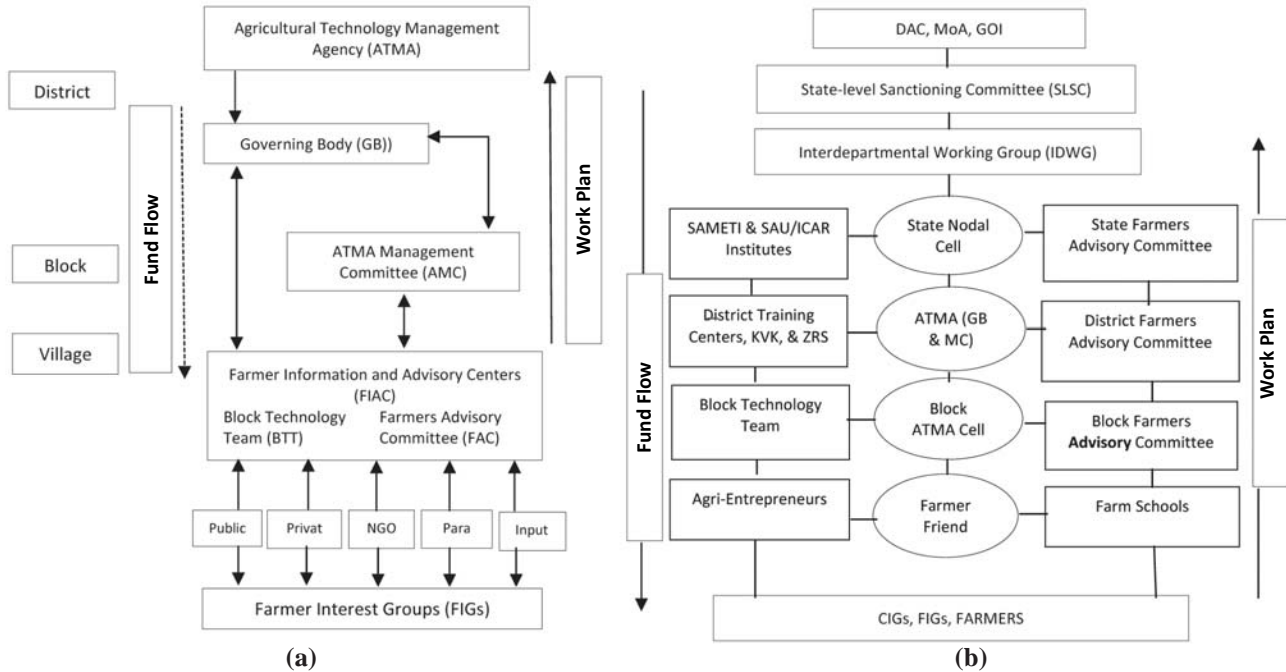 Agricultural Technology Management
Agency (ATMA)
District
Governing Body (GB))
Fund Flow
Work Plan
Block
ATMA Management
Committee (AMC)
Village
Farmer Information and Advisory Centers
(FIAC)
Block Technology
Team (BTT)
Farmers Advisory
Committee (FAC)
Public
Privat
NGO
Para
Input
Farmer Interest Groups (FIGs)
(a)
DAC, MoA, GOI
State-level Sanctioning Committee (SLSC)
Interdepartmental Working Group (IDWG)
SAMETI & SAU/ICAR
Institutes
State Nodal
Cell
State Farmers
Advisory Committee
District Training
Centers, KVK, & ZRS
ATMA (GB
& MC)
District Farmers
Advisory Committee
Fund Flow
Work Plan
Block Technology
Team
Block
ATMA Cell
Block Farmers
Advisory Committee
Agri-Entrepreneurs
Farmer
Friend
Farm Schools
CIGs, FIGs, FARMERS
(b)